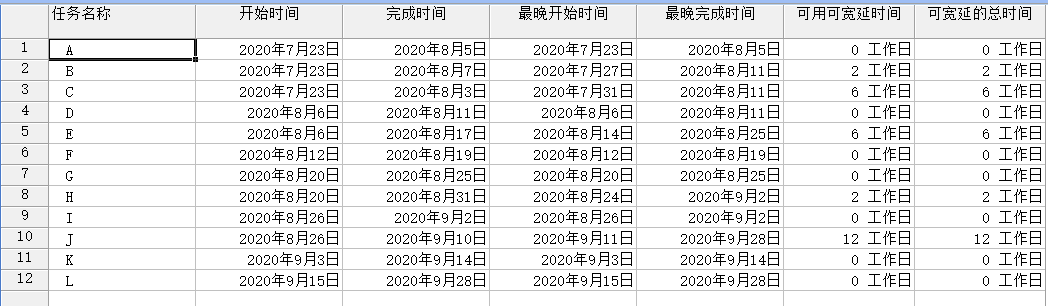 任务名称 开始时间 完成时间 最晚开始时间 最晚完成时间 可用可宽延时间 可宽延的总时间
1 A 2020年7月23日 2020年8月5日 2020年7月23日 2020年8月5日 0 工作日 0 工作日
2 B 2020年7月23日 2020年8月7日 2020年7月27日 2020年8月11日 2 工作日 2 工作日
3 C 2020年7月23日 2020年8月3日 2020年7月31日 2020年8月11日 6 工作日 6 工作日
4 D 2020年8月6日 2020年8月11日 2020年8月6日 2020年8月11日 0 工作日 0 工作日
5 E 2020年8月6日 2020年8月17日 2020年8月14日 2020年8月25日 6 工作日 6 工作日
6 F 2020年8月12日 2020年8月19日 2020年8月12日 2020年8月19日 0 工作日 0 工作日
7 G 2020年8月20日 2020年8月25日 2020年8月20日 2020年8月25日 0 工作日 0 工作日
8 H 2020年8月20日 2020年8月31日 2020年8月24日 2020年9月2日 2 工作日 2 工作日
9 I 2020年8月26日 2020年9月2日 2020年8月26日 2020年9月2日 0 工作日 0 工作日
10 J 2020年8月26日 2020年9月10日 2020年9月11日 2020年9月28日 12 工作日 12 工作日
11 K 2020年9月3日 2020年9月14日 2020年9月3日 2020年9月14日 0 工作日 0 工作日
12 L 2020年9月15日 2020年9月28日 2020年9月15日 2020年9月28日 0 工作日 0 工作日